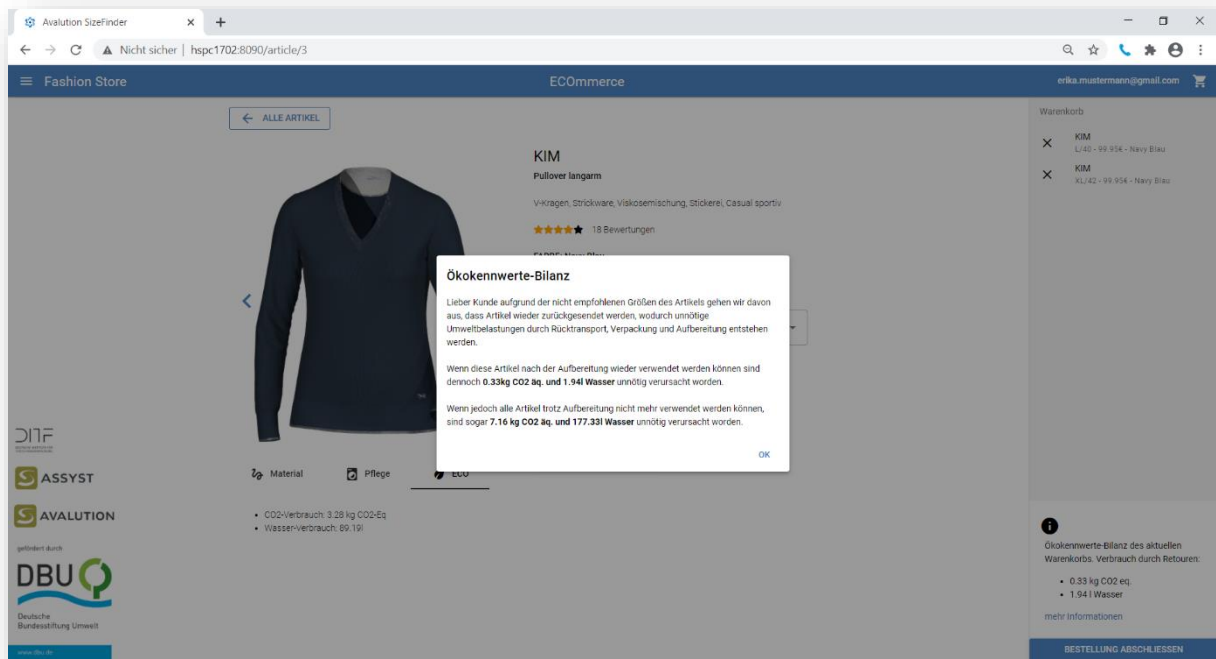 Avalution SizeFinder
Nicht sicher | hspc1702:8090/article/3
Fashion Store
ECOmmerce
erika.mustermann@gmail.com
ALLE ARTIKEL
KIM
Pullover langarm
V-Kragen, Strickware, Viskosemischung, Stickerei, Casual sportiv
18 Bewertungen
FARBE: Navy Blau
Ökokennwerte-Bilanz
Lieber Kunde aufgrund der nicht empfohlenen Größen des Artikels gehen wir davon
aus, dass Artikel wieder zurückgesendet werden, wodurch unnötige
Umweltbelastungen durch Rücktransport, Verpackung und Aufbereitung entstehen
werden.
Wenn diese Artikel nach der Aufbereitung wieder verwendet werden können sind
dennoch 0.33kg CO2 äq. und 1.94l Wasser unnötig verursacht worden.
Wenn jedoch alle Artikel trotz Aufbereitung nicht mehr verwendet werden können,
sind sogar 7.16 kg CO2 äq. und 177.33l Wasser unnötig verursacht worden.
OK
Material
Pflege
ECO
CO2-Verbrauch: 3.28 kg CO2-Eq
Wasser-Verbrauch: 89.19l
DITF
ASSYST
AVALUTION
gefördert durch
DBU
Deutsche
Bundesstiftung Umwelt
www.dbu.de
Warenkorb
KIM
L/40 - 99.95€ - Navy Blau
KIM
XL/42 - 99.95€ - Navy Blau
Ökokennwerte-Bilanz des aktuellen
Warenkorbs. Verbrauch durch Retouren:
0.33 kg CO2 eq.
1.94 l Wasser
mehr Informationen
BESTELLUNG ABSCHLIESSEN